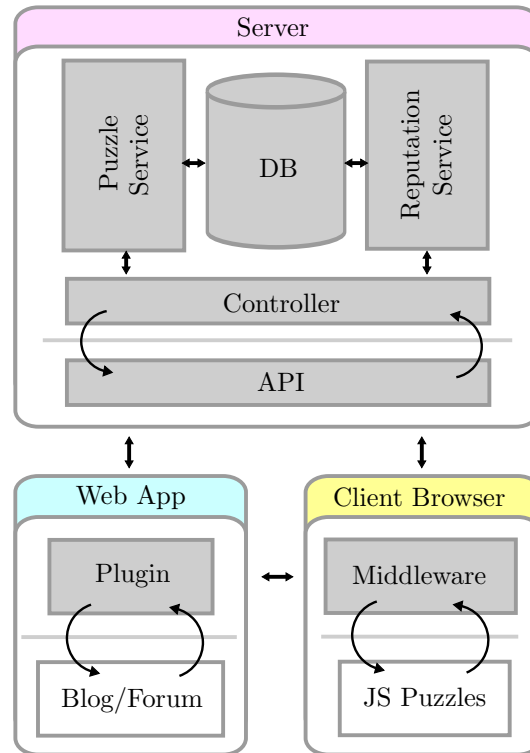 Server
Puzzle
Service
DB
Reputation
Service
Controller
API
Web App
Plugin
Blog/Forum
Client Browser
Middleware
JS Puzzles